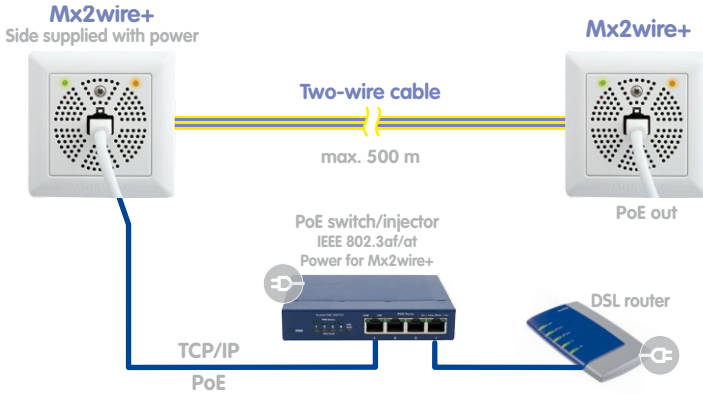 Mx2wire+
Side supplied with power
Mx2wire+
Two-wire cable
max. 500 m
PoE out
PoE switch/injector
IEEE 802.3af/at
Power for Mx2wire+
DSL router
TCP/IP
PoE